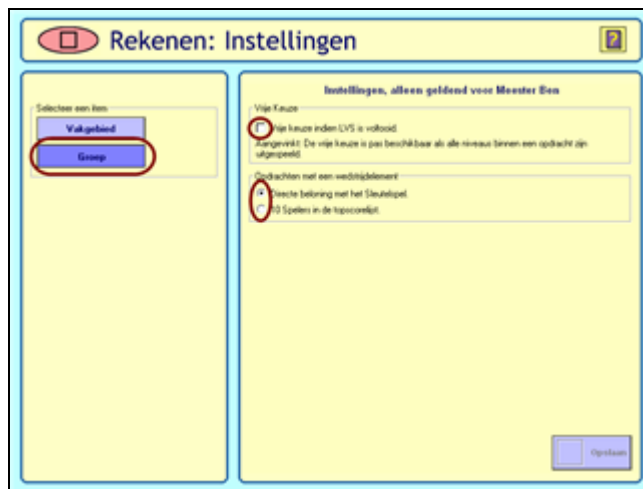 Rekenen: Instellingen
Selecteer een item
Vakgebied
Groep
Instellingen, alleen geldend voor Meester Ben
Vrije Keuze
Vrije keuze indien LVS is voltooid.
Aangevinkt: De vrije keuze is pas beschikbaar als alle niveaus binnen een opdracht zijn
uitgespeeld.
Opdrachten met een wedstrijdelement
Directe beloning met het Sleutelspel.
10 Spelers in de topscorelijst.
Opslaan